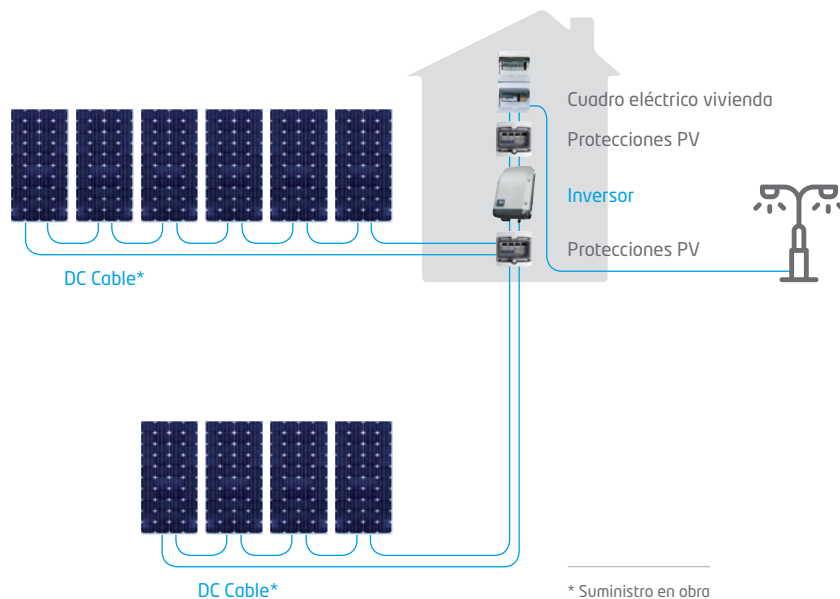 Cuadro eléctrico vivienda
Protecciones PV
Inversor
Protecciones PV
DC Cable*
DC Cable*
* Suministro en obra